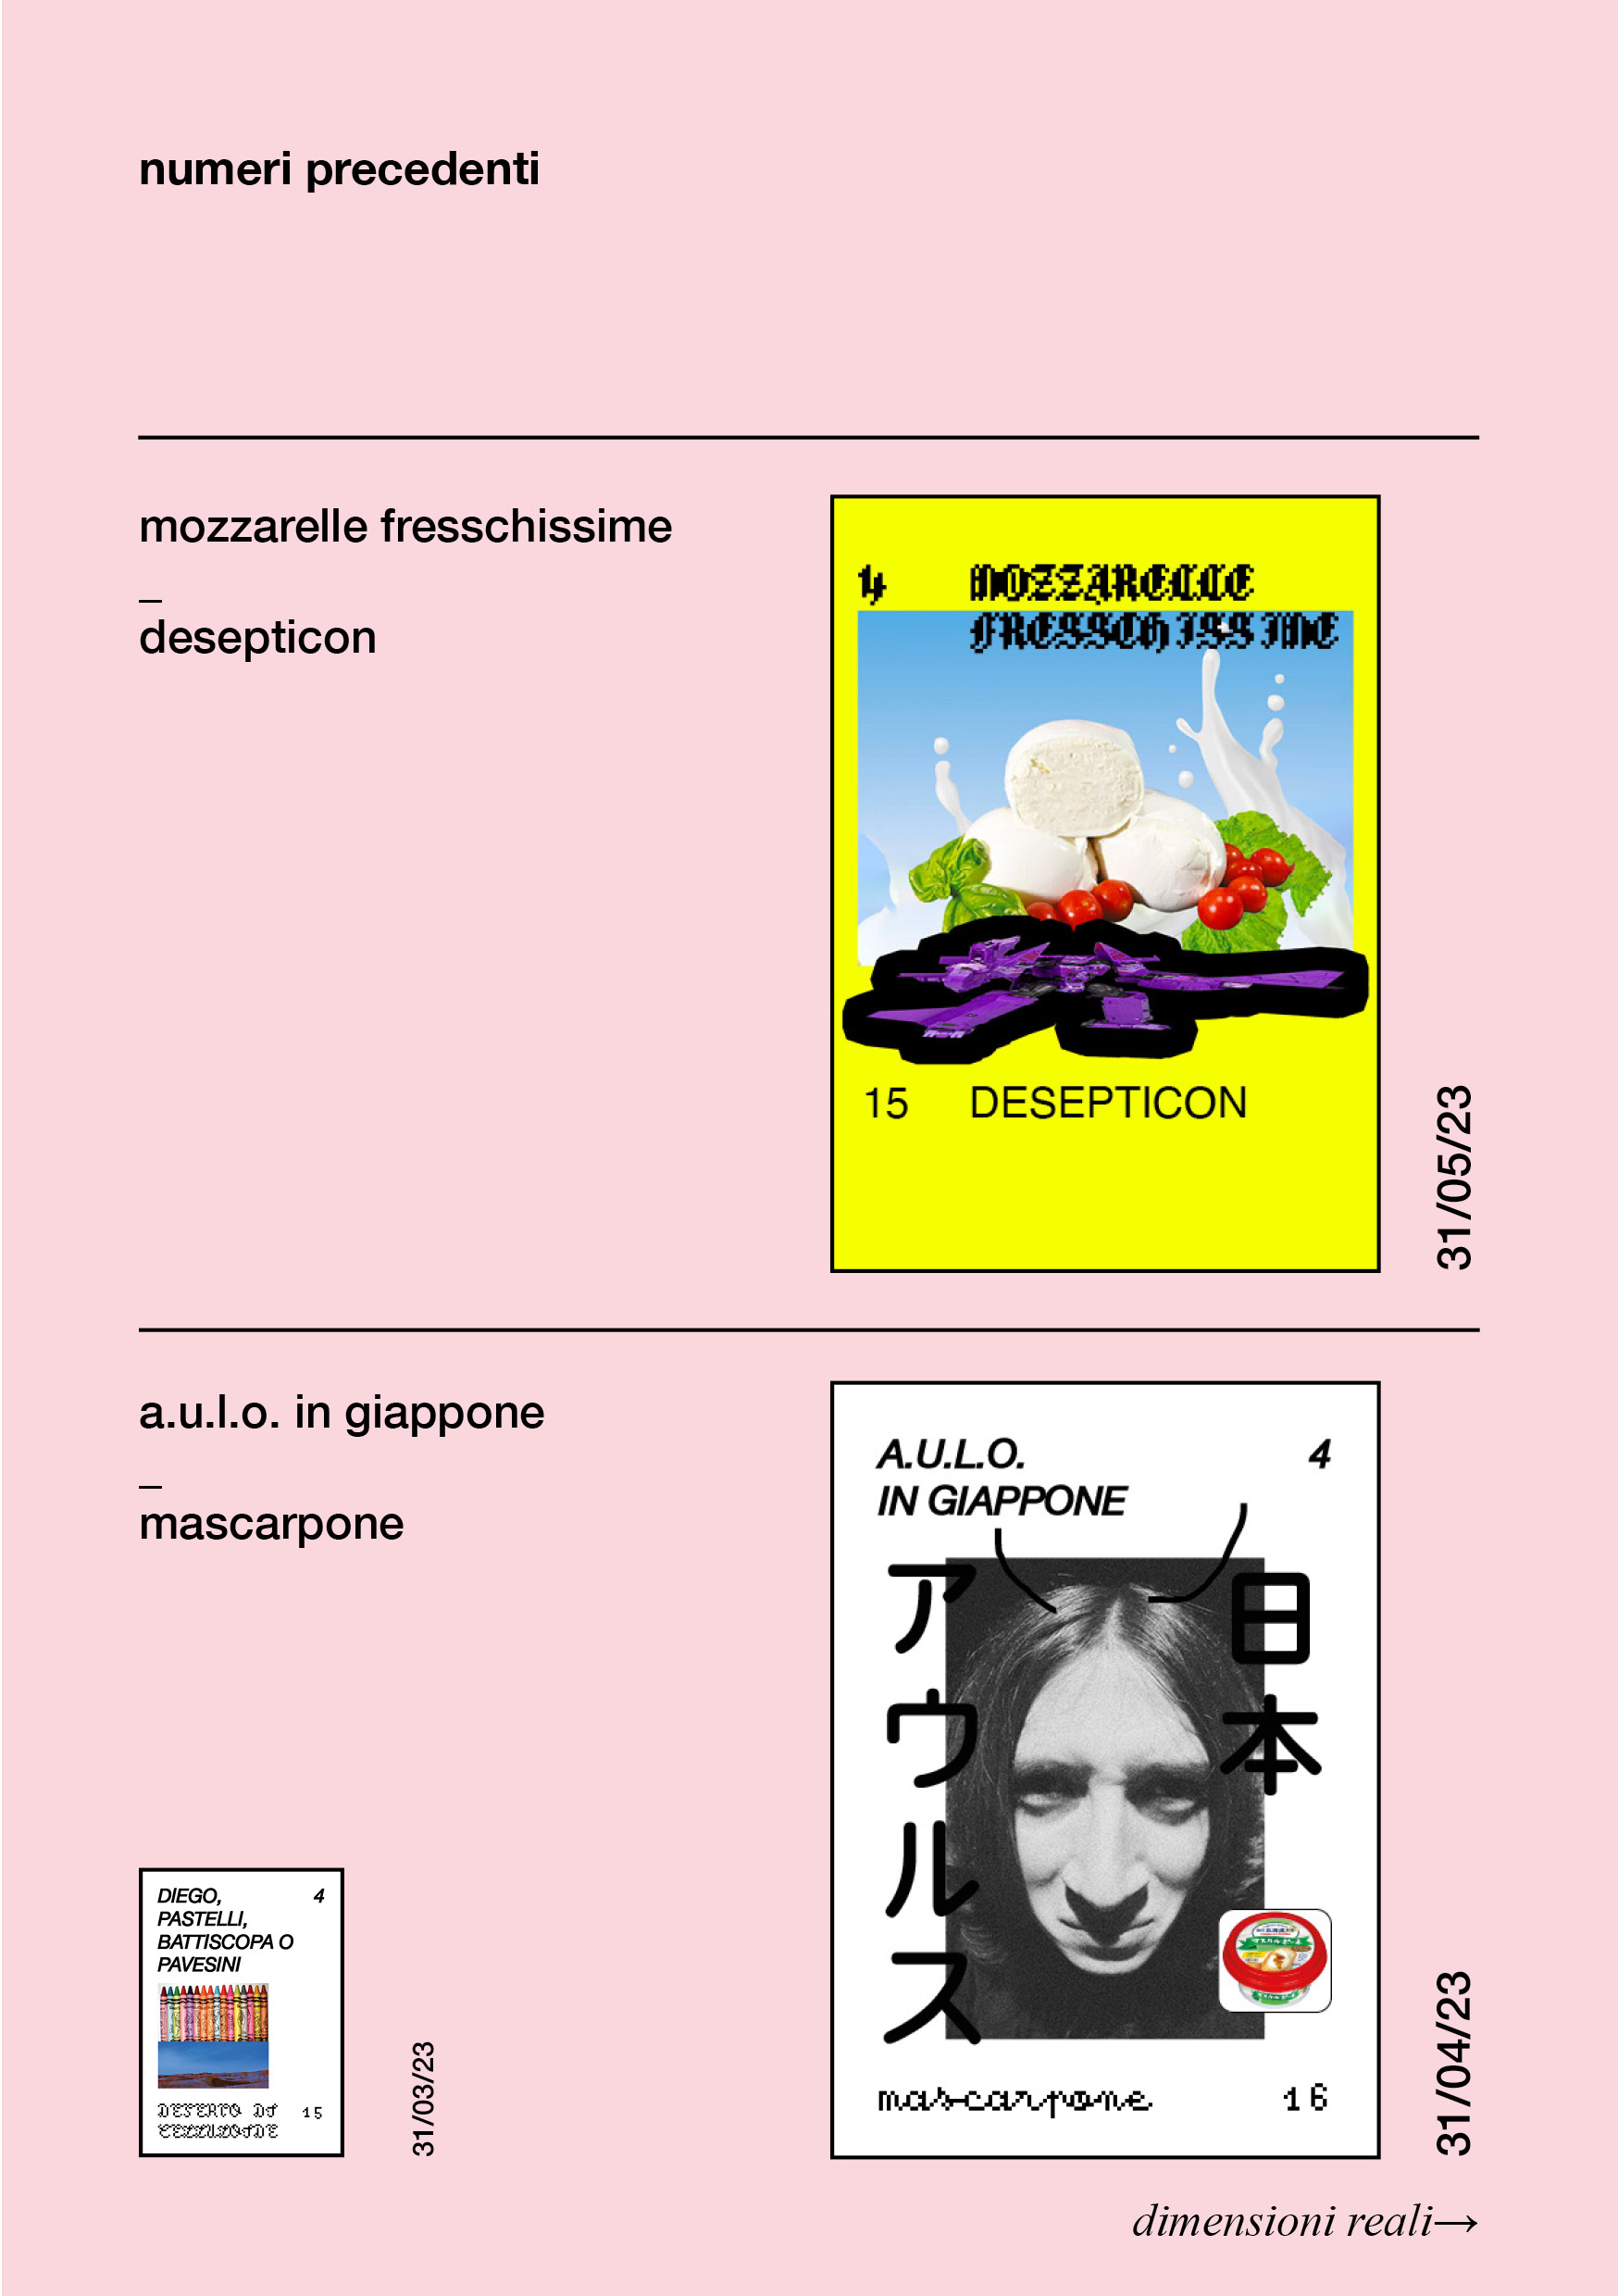 numeri precedenti
mozzarelle fresschissime
–
desepticon
4 MOZZARELLE
FRESSCHISSIME
15 DESEPTICON
31/05/23
a.u.l.o. in giappone
–
mascarpone
A.U.L.O. 4
IN GIAPPONE
アウルス
日本
mascarpone 16
31/04/23
DIEGO, 4
PASTELLI,
BATTISCOPA O
PAVESINI
DESERTO DI 15
31/03/23
dimensioni reali→